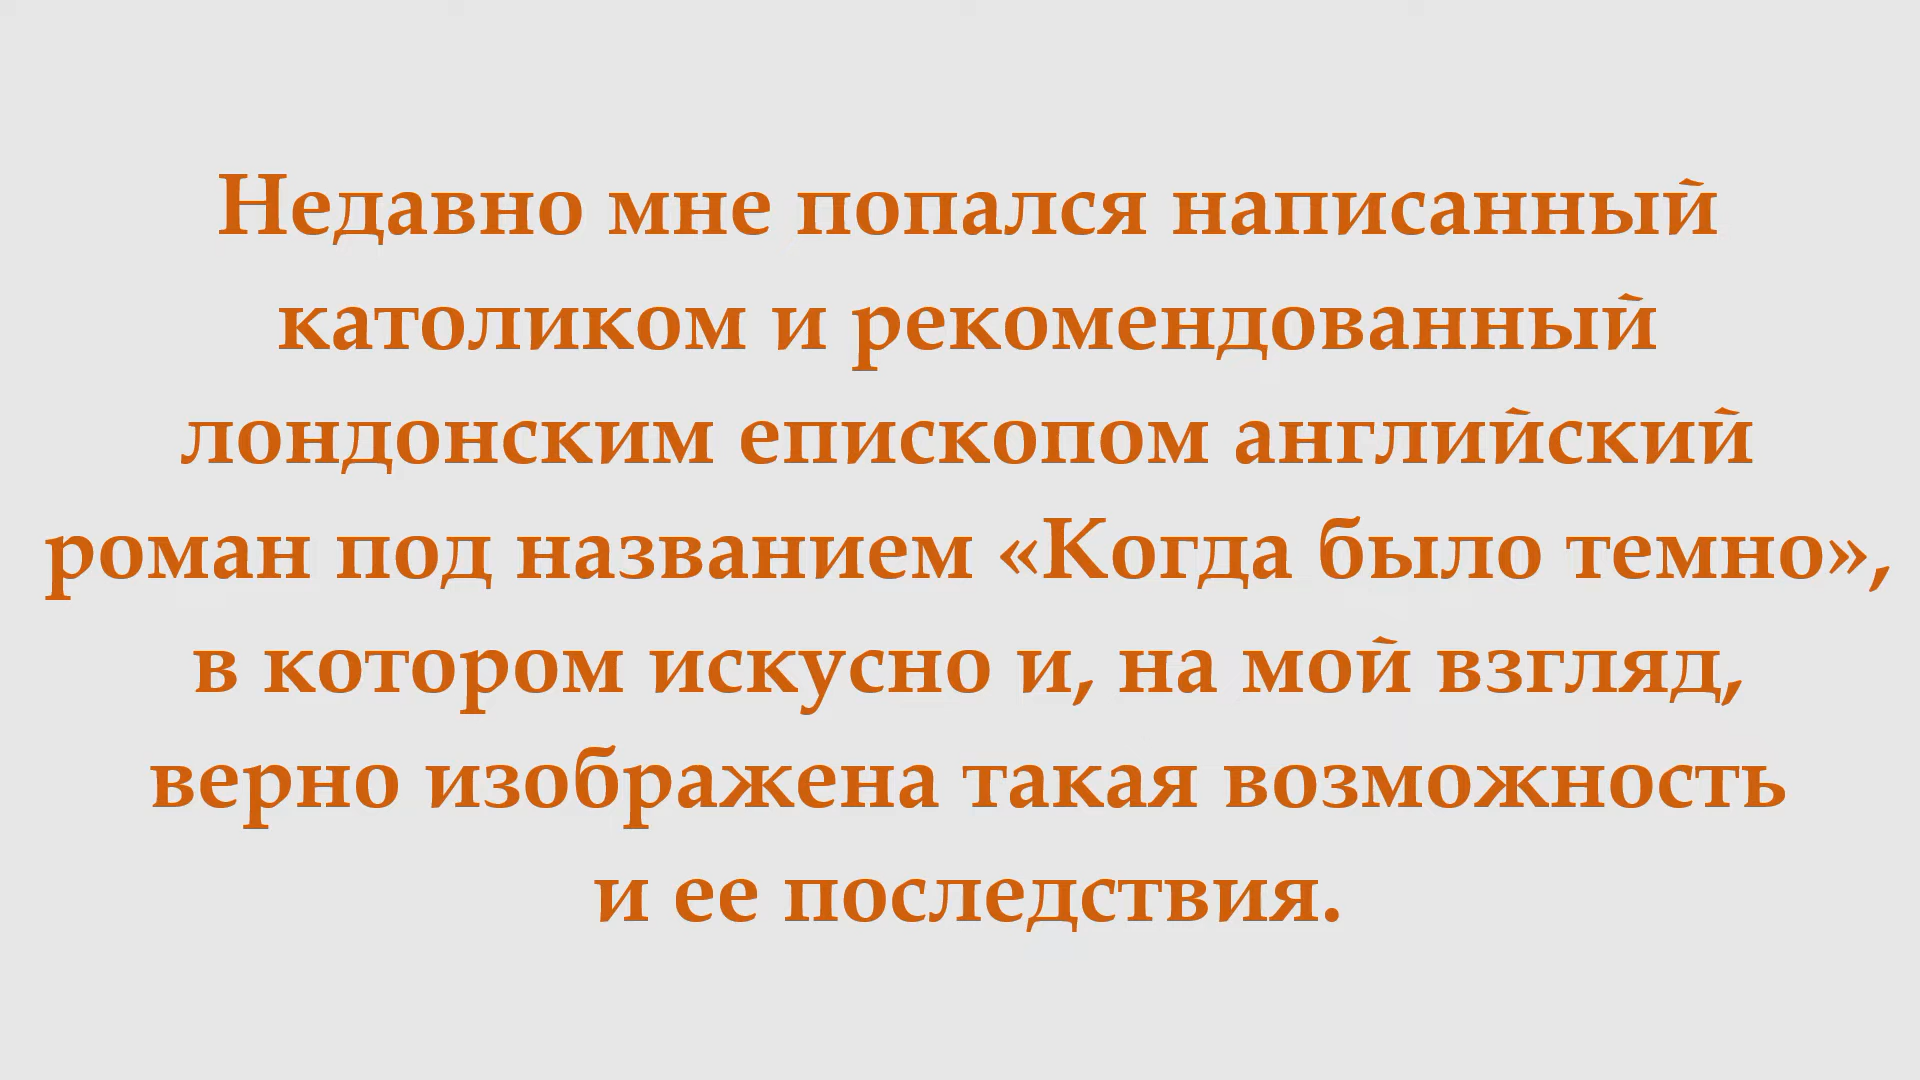 Недавно мне попался написанный
католиком и рекомендованный
лондонским епископом английский
роман под названием «Когда было темно»,
в котором искусно и, на мой взгляд,
верно изображена такая возможность
и ее последствия.